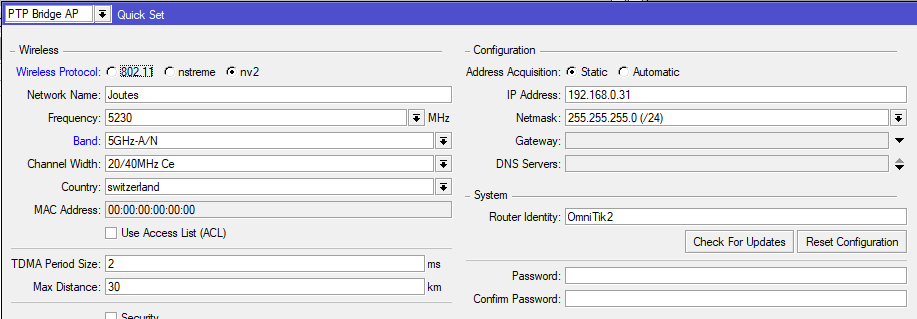 PTP Bridge AP Quick Set
Wireless
Wireless Protocol: 802.11 nstreme nv2
Network Name: Joutes
Frequency: 5230 MHz
Band: 5GHz-A/N
Channel Width: 20/40MHz Ce
Country: switzerland
MAC Address: 00:00:00:00:00:00
Use Access List (ACL)
TDMA Period Size: 2 ms
Max Distance: 30 km
Security
Configuration
Address Acquisition: Static Automatic
IP Address: 192.168.0.31
Netmask: 255.255.255.0 (/24)
Gateway:
DNS Servers:
System
Router Identity: OmniTik2
Check For Updates Reset Configuration
Password:
Confirm Password: